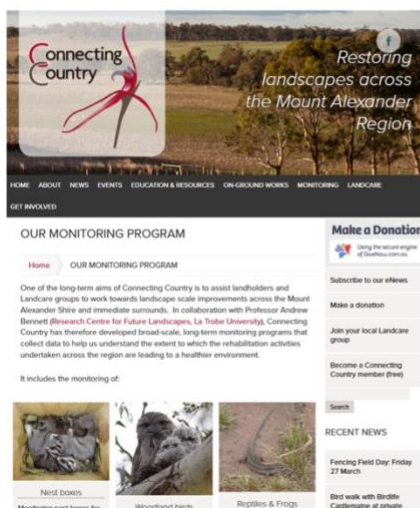 Connecting
Country
Restoring
landscapes across
the Mount Alexander
Region
HOME ABOUT NEWS EVENTS EDUCATION & RESOURCES ON-GROUND WORKS MONITORING LANDCARE
GET INVOLVED
OUR MONITORING PROGRAM
Home OUR MONITORING PROGRAM
One of the long-term aims of Connecting Country is to assist landholders and
Landcare groups to work towards landscape scale improvements across the Mount
Alexander Shire and immediate surrounds. In collaboration with Professor Andrew
Bennett (Research Centre for Future Landscapes, La Trobe University), Connecting
Country has therefore developed broad-scale, long-term monitoring programs that
collect data to help us understand the extent to which the rehabilitation activities
undertaken across the region are leading to a healthier environment.
It includes the monitoring of:
Nest boxes
Woodland birds
Reptiles & Frogs
Make a Donation
Using the secure engine
of GiveNow.com.au
Subscribe to our eNews
Make a donation
Join your local Landcare
group
Become a Connecting
Country member (free)
Search
RECENT NEWS
Fencing Field Day: Friday
27 March
Bird walk with Birdlife
Castlemaine at private